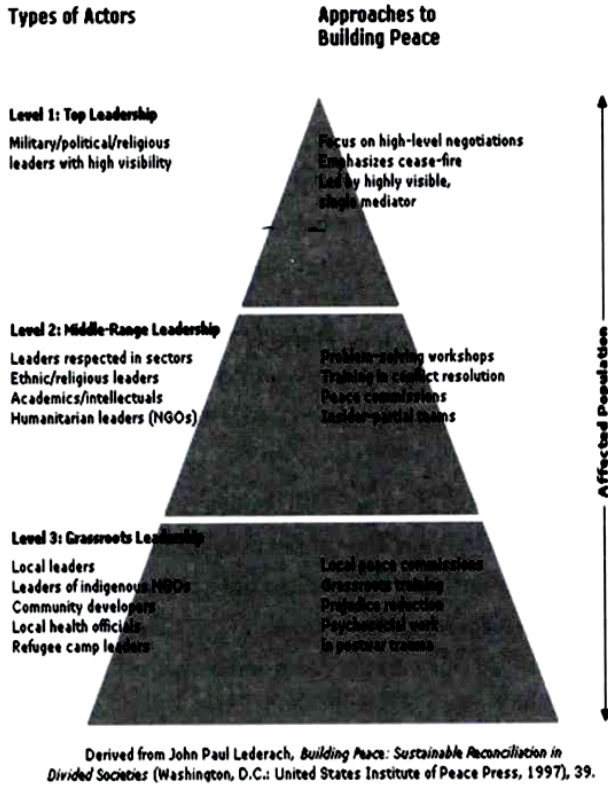 Types of Actors
Approaches to
Building Peace
Level 1: Top Leadership
Military/political/religious
leaders with high visibility
Focus on high-level negotiations
Emphasizes cease-fire
Led by highly visible,
single mediator
Level 2: Middle-Range Leadership
Leaders respected in sectors
Ethnic/religious leaders
Academics/intellectuals
Humanitarian leaders (NGOs)
Problem-solving workshops
Training in conflict resolution
Peace commissions
Insider-partial teams
Level 3: Grassroots Leadership
Local leaders
Leaders of indigenous NGOs
Community developers
Local health officials
Refugee camp leaders
Local peace commissions
Grassroots training
Prejudice reduction
Psychosocial work
in postwar trauma
Affected Population
Derived from John Paul Lederach, Building Peace: Sustainable Reconciliation in
Divided Societies (Washington, D.C.: United States Institute of Peace Press, 1997), 39.